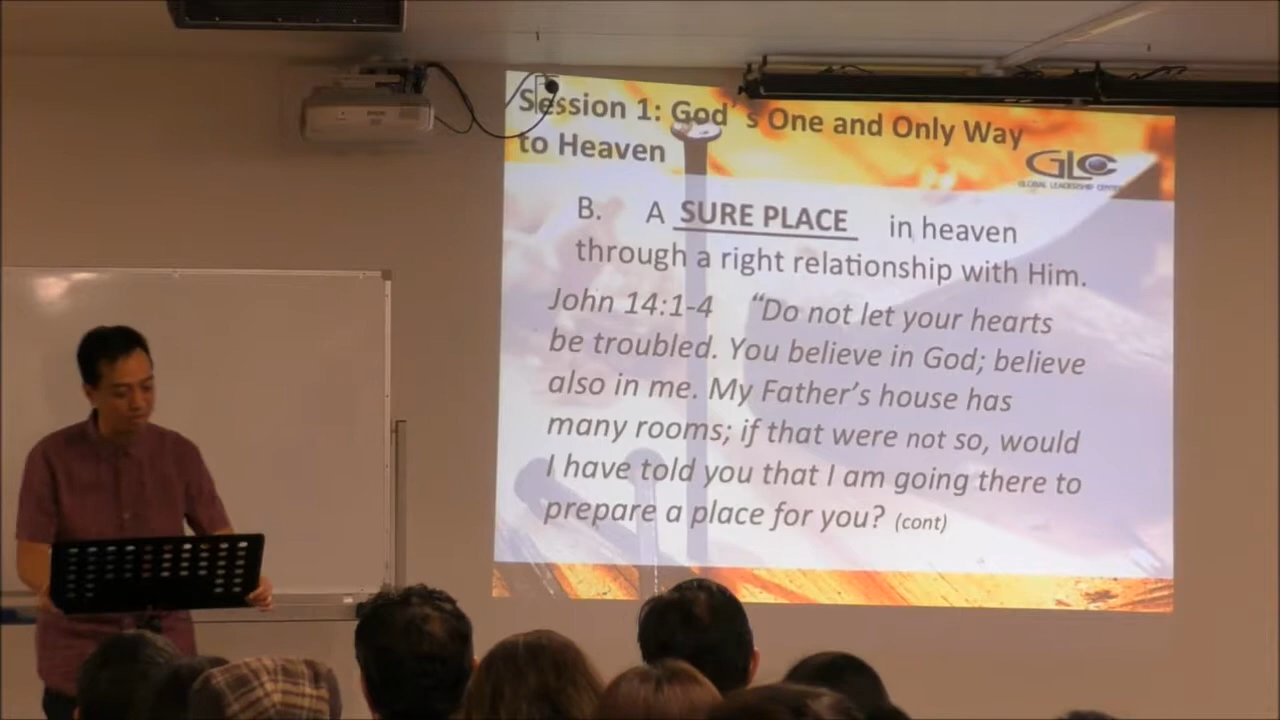 Session 1: God's One and Only Way
to Heaven
GLC
GLOBAL LEADERSHIP CENTER
B. A SURE PLACE in heaven
through a right relationship with Him.
John 14:1-4 “Do not let your hearts
be troubled. You believe in God; believe
also in me. My Father’s house has
many rooms; if that were not so, would
I have told you that I am going there to
prepare a place for you? (cont)